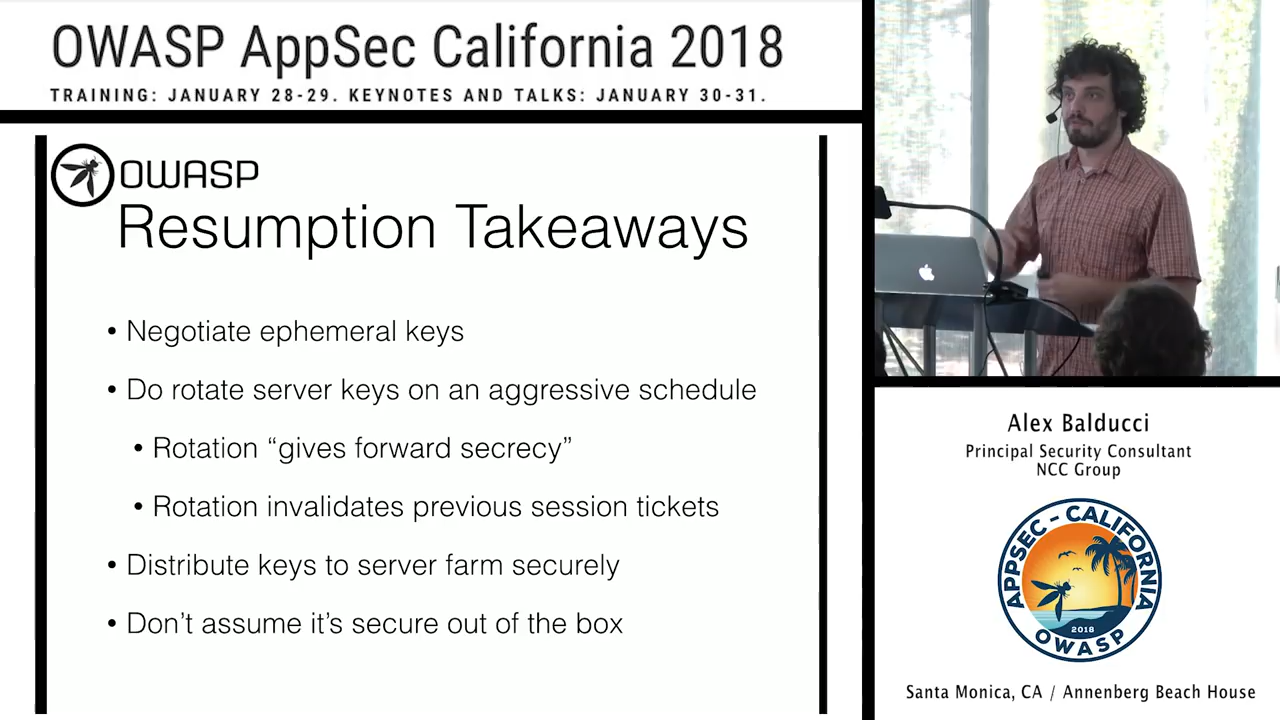 OWASP AppSec California 2018
TRAINING: JANUARY 28-29. KEYNOTES AND TALKS: JANUARY 30-31.
OWASP
Resumption Takeaways
• Negotiate ephemeral keys
• Do rotate server keys on an aggressive schedule
• Rotation “gives forward secrecy”
• Rotation invalidates previous session tickets
• Distribute keys to server farm securely
• Don’t assume it’s secure out of the box
Alex Balducci
Principal Security Consultant
NCC Group
APPSEC - CALIFORNIA
2018
OWASP
Santa Monica, CA / Annenberg Beach House